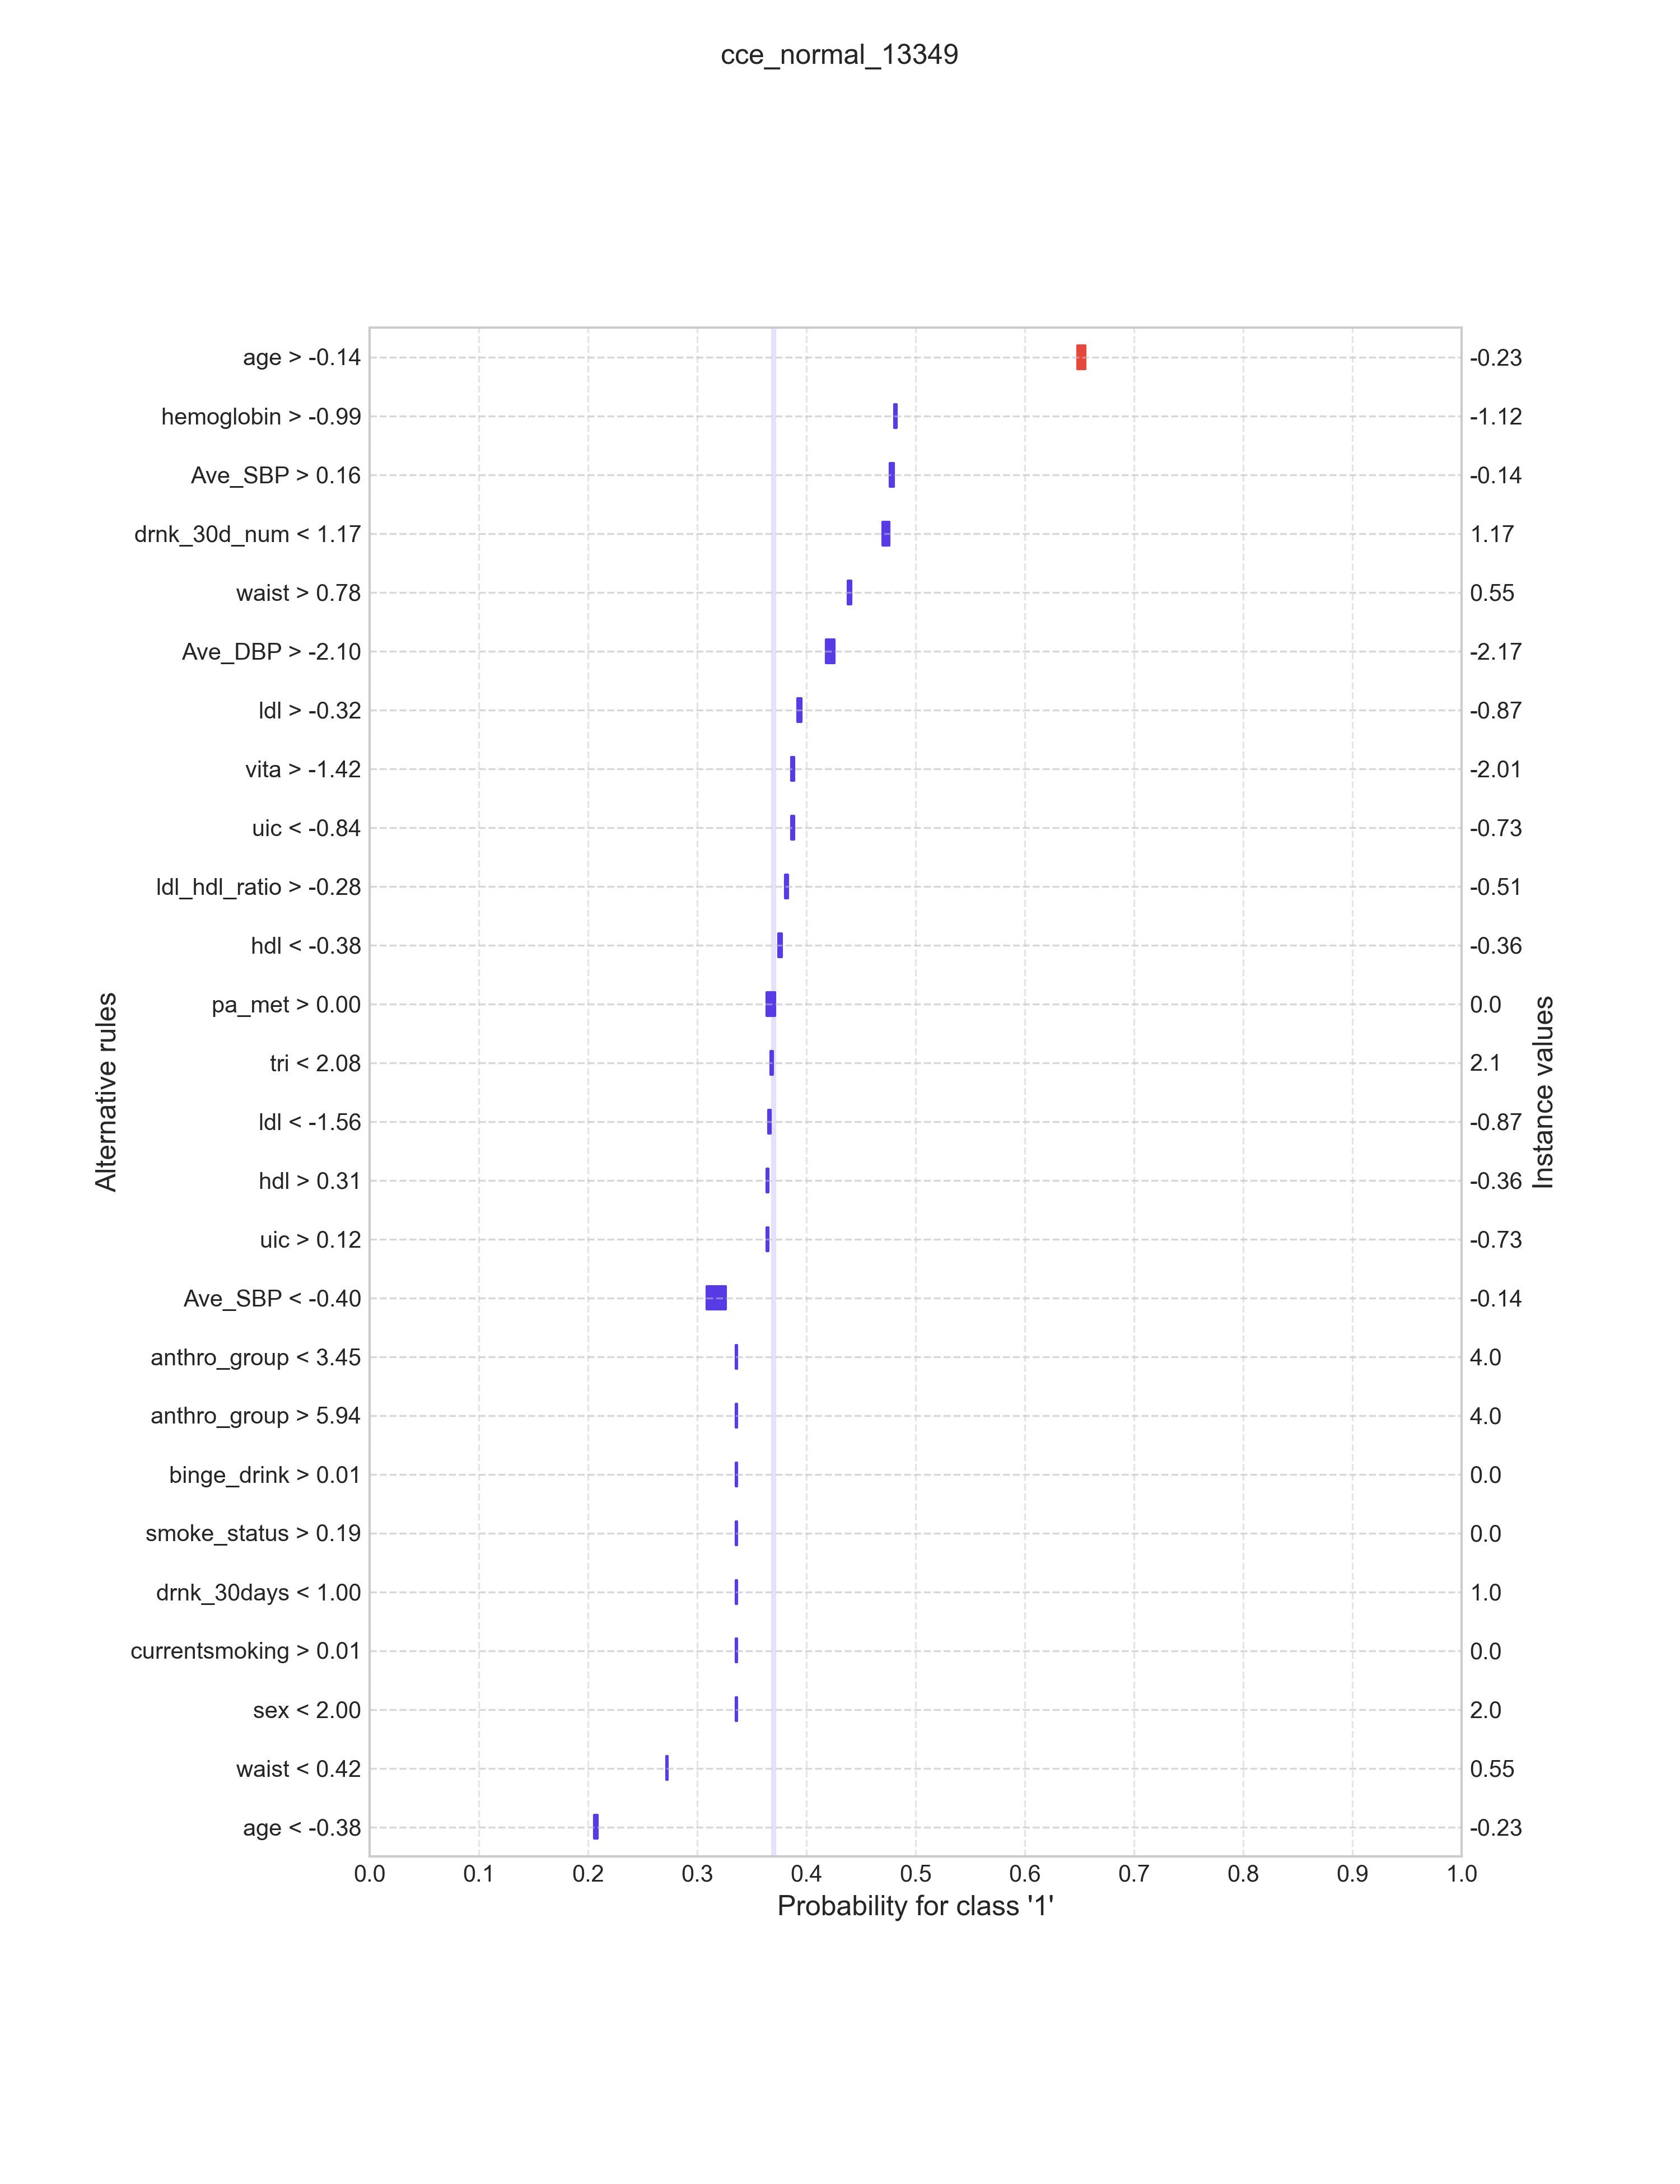 cce_normal_13349
age > -0.14 -0.23
hemoglobin > -0.99 -1.12
Ave_SBP > 0.16 -0.14
drnk_30d_num < 1.17 1.17
waist > 0.78 0.55
Ave_DBP > -2.10 -2.17
ldl > -0.32 -0.87
vita > -1.42 -2.01
uic < -0.84 -0.73
ldl_hdl_ratio > -0.28 -0.51
hdl < -0.38 -0.36
pa_met > 0.00 0.0
tri < 2.08 2.1
ldl < -1.56 -0.87
hdl > 0.31 -0.36
uic > 0.12 -0.73
Ave_SBP < -0.40 -0.14
anthro_group < 3.45 4.0
anthro_group > 5.94 4.0
binge_drink > 0.01 0.0
smoke_status > 0.19 0.0
drnk_30days < 1.00 1.0
currentsmoking > 0.01 0.0
sex < 2.00 2.0
waist < 0.42 0.55
age < -0.38 -0.23
Alternative rules
Instance values
0.0 0.1 0.2 0.3 0.4 0.5 0.6 0.7 0.8 0.9 1.0
Probability for class '1'